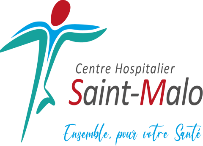 Centre Hospitalier
Saint-Malo
Ensemble, pour votre Santé